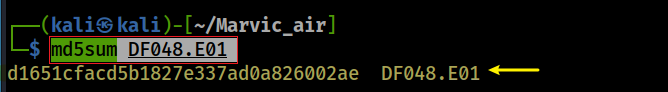 ┌──(kali㉿kali)-[~/Marvic_air]
└─$ md5sum DF048.E01
d1651cfacd5b1827e337ad0a826002ae  DF048.E01